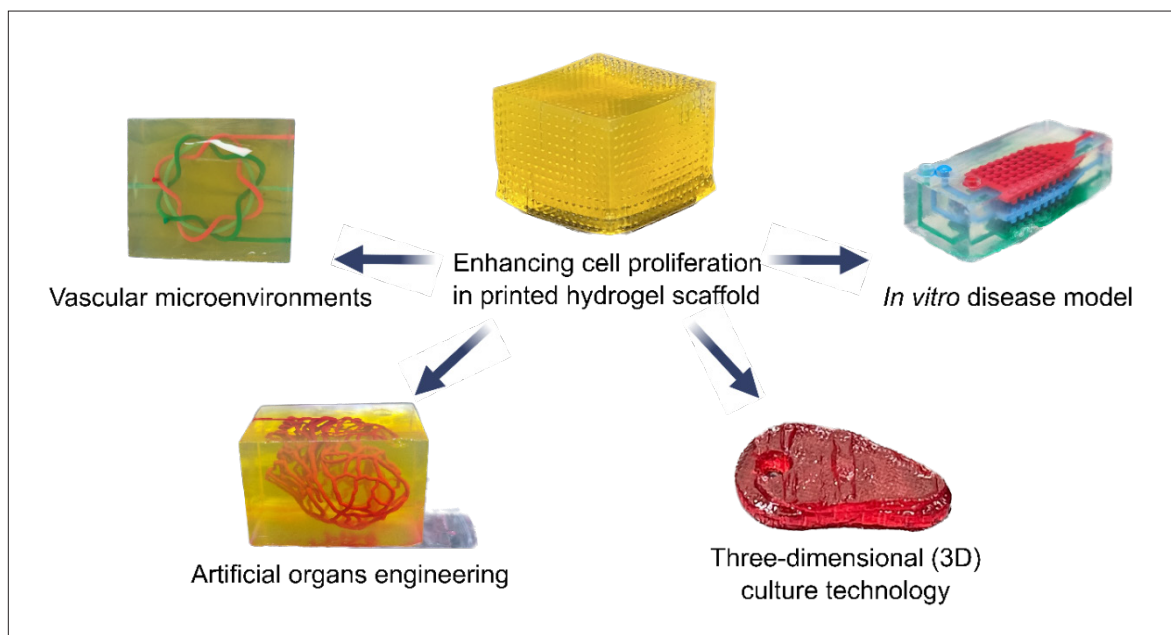 Enhancing cell proliferation
in printed hydrogel scaffold
Vascular microenvironments
In vitro disease model
Artificial organs engineering
Three-dimensional (3D)
culture technology